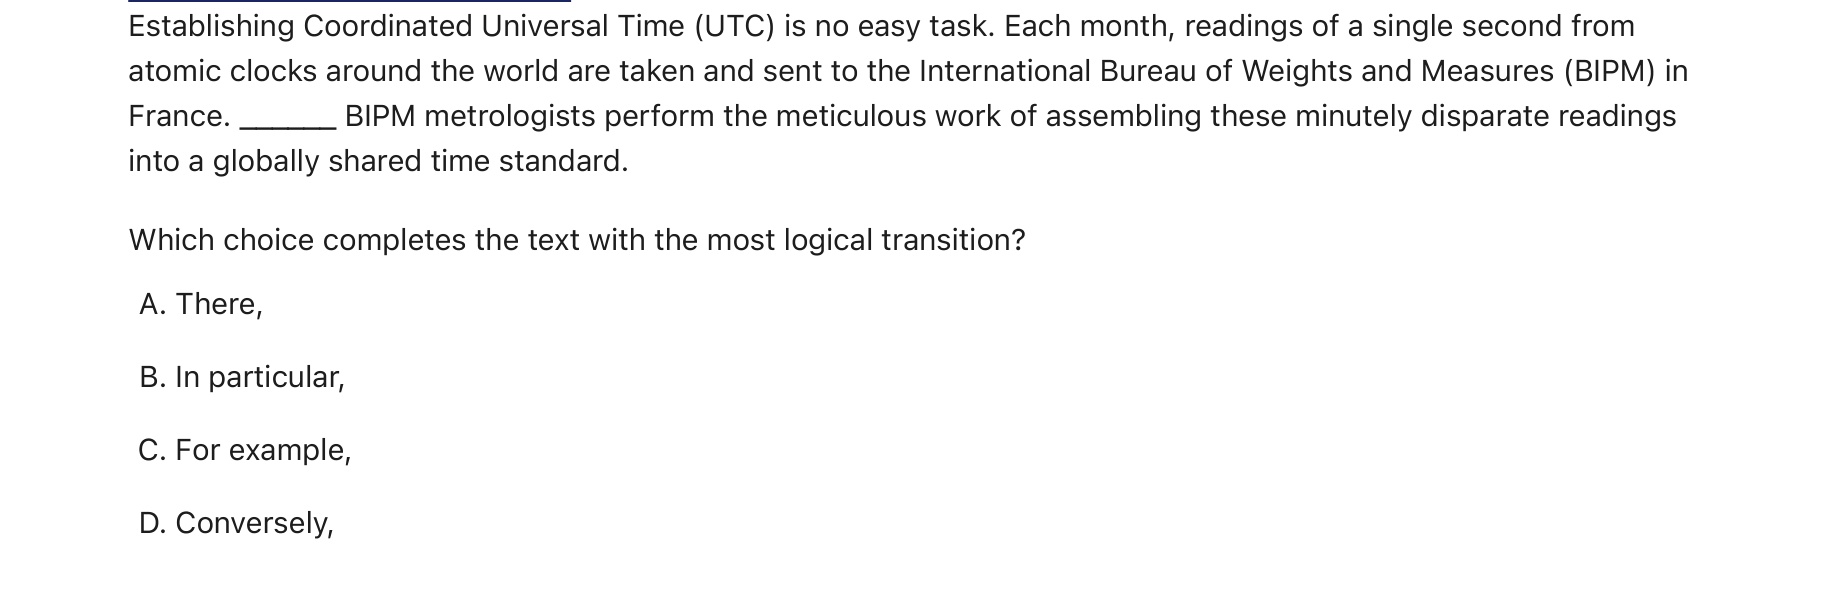 Establishing Coordinated Universal Time (UTC) is no easy task. Each month, readings of a single second from
atomic clocks around the world are taken and sent to the International Bureau of Weights and Measures (BIPM) in
France. ______ BIPM metrologists perform the meticulous work of assembling these minutely disparate readings
into a globally shared time standard.
Which choice completes the text with the most logical transition?
A. There,
B. In particular,
C. For example,
D. Conversely,